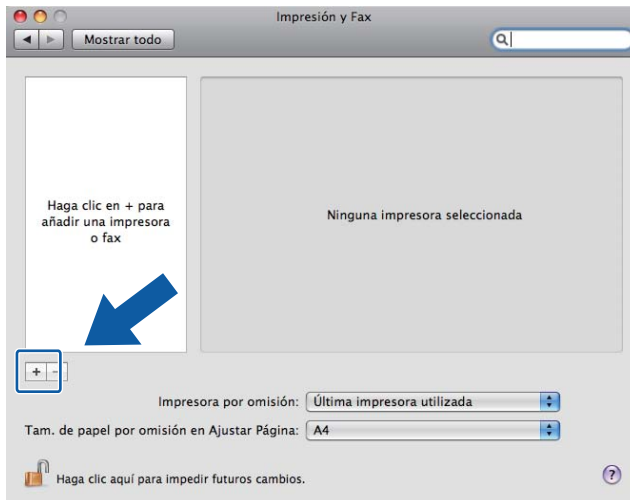 Impresión y Fax
Mostrar todo
Haga clic en + para
añadir una impresora
o fax
Ninguna impresora seleccionada
+ -
Impresora por omisión: Última impresora utilizada
Tam. de papel por omisión en Ajustar Página: A4
Haga clic aquí para impedir futuros cambios.
?